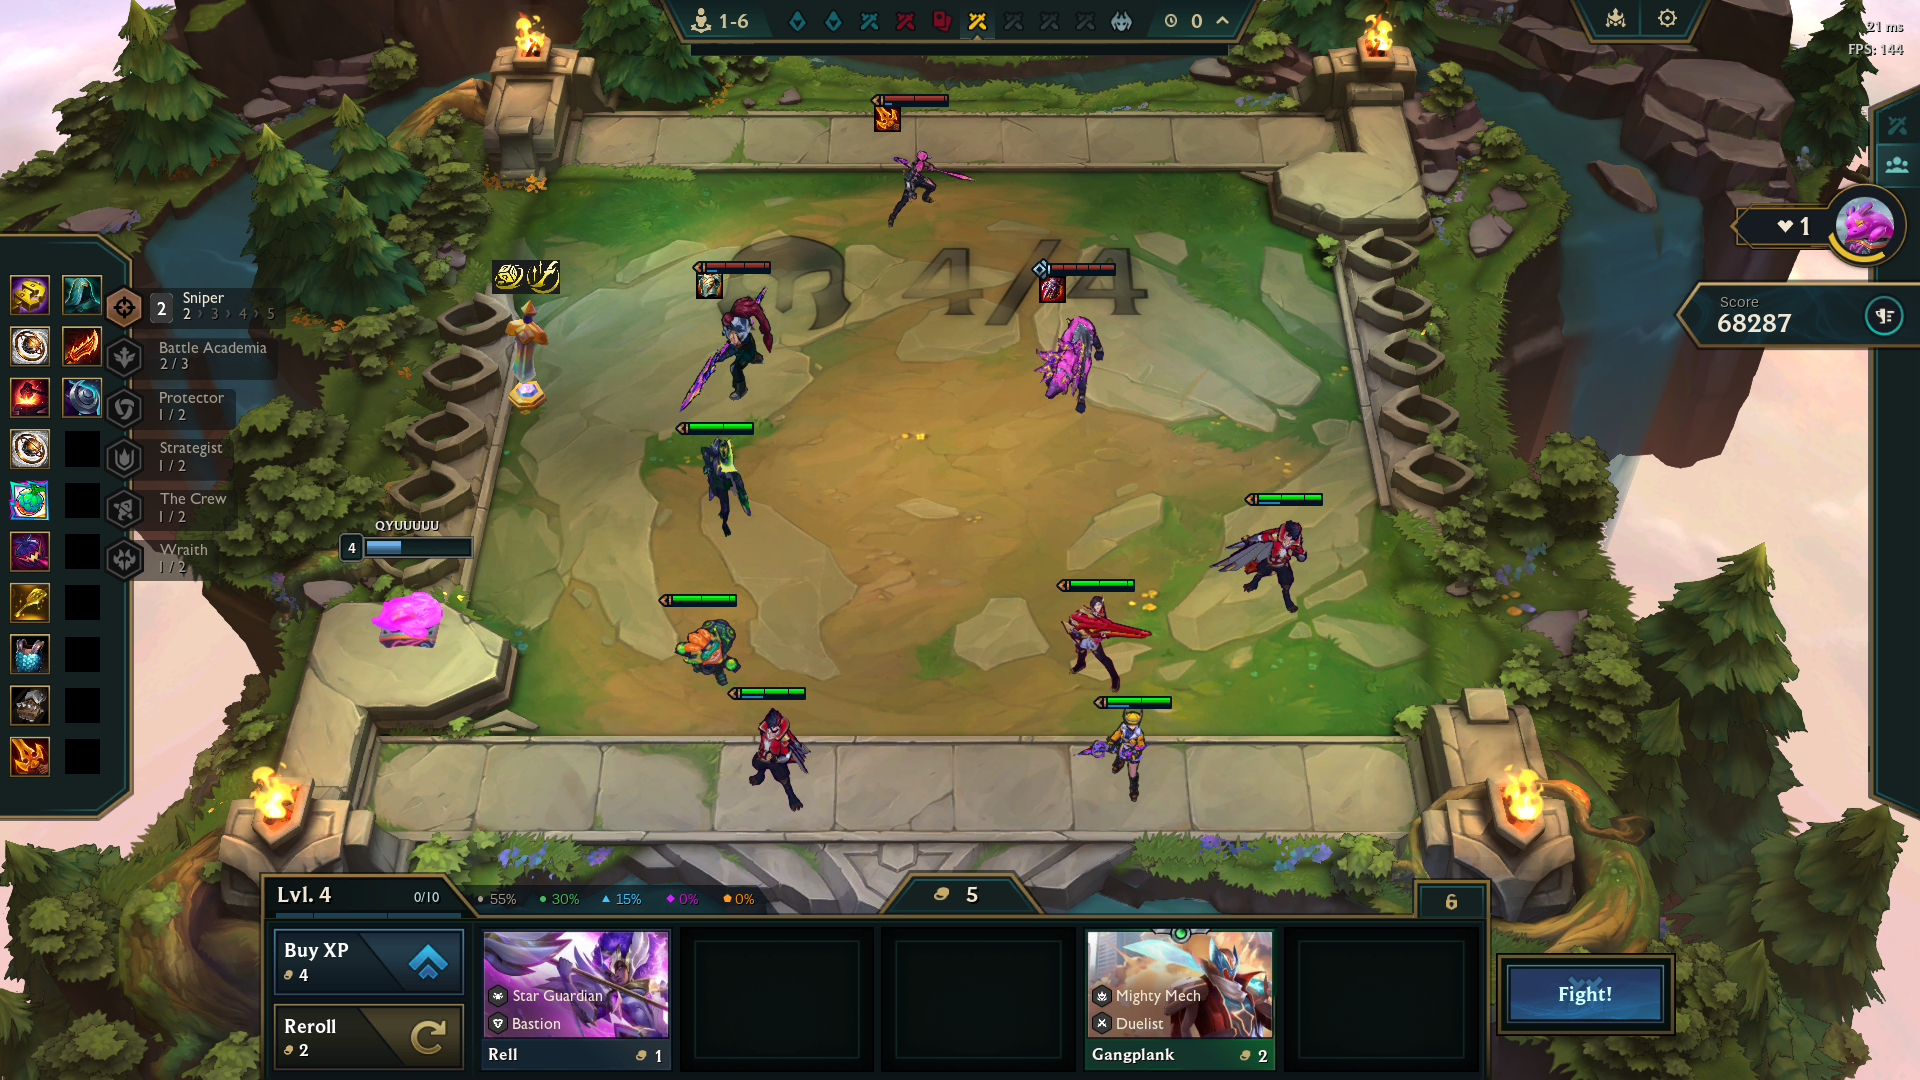 1-6
0
21 ms
FPS: 144
4/4
1
Score
68287
2
Sniper
2 › 3 › 4 › 5
Battle Academia
2 / 3
Protector
1 / 2
Strategist
1 / 2
The Crew
1 / 2
Wraith
1 / 2
QYUUUUU
4
Lvl. 4
0/10
55%
30%
15%
0%
0%
5
6
Buy XP
4
Reroll
2
Star Guardian
Bastion
Rell
1
Mighty Mech
Duelist
Gangplank
2
Fight!